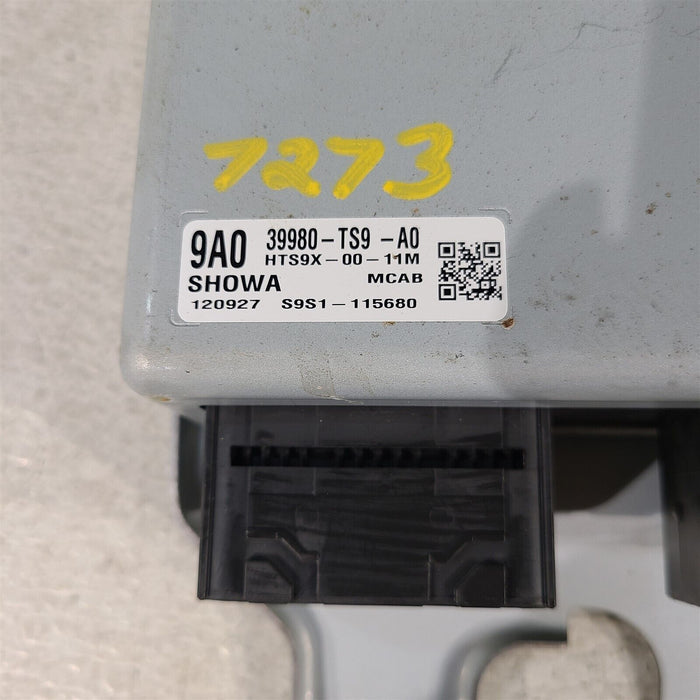 7273
9A0 39980-TS9 -A0
HTS9X-00-11M
SHOWA MCAB
120927 S9S1-115680